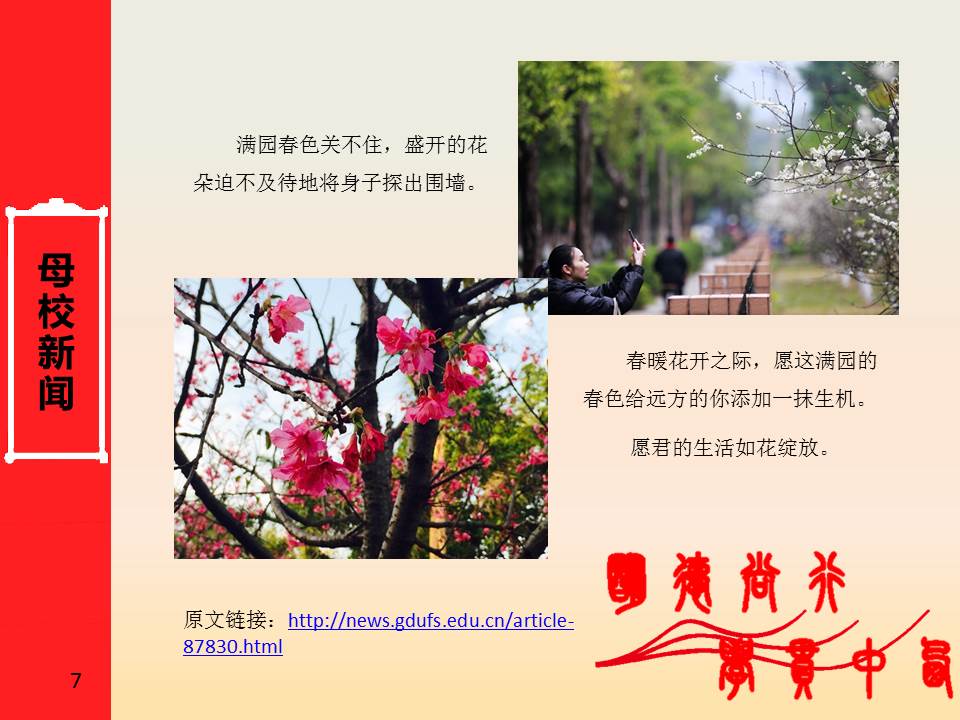 满园春色关不住，盛开的花
朵迫不及待地将身子探出围墙。
母
校
新
闻
春暖花开之际，愿这满园的
春色给远方的你添加一抹生机。
愿君的生活如花绽放。
明德尚行
學貫中西
原文链接：http://news.gdufs.edu.cn/article-
87830.html
7